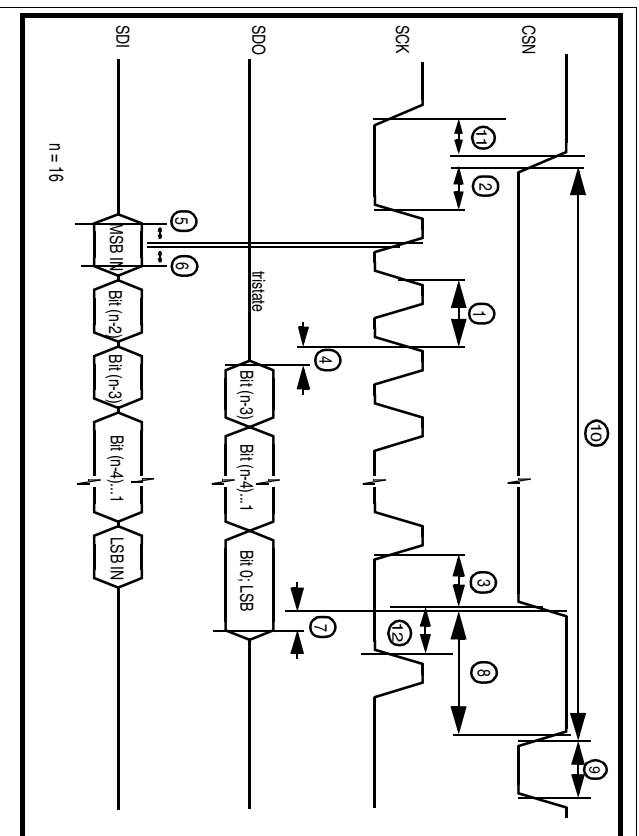 CSN
11
2
10
8
9
SCK
1
3
12
SDO
tristate
4
Bit (n-3)
Bit (n-4)...1
Bit 0; LSB
7
SDI
5
6
MSB IN
Bit (n-2)
Bit (n-3)
Bit (n-4)...1
LSB IN
n = 16